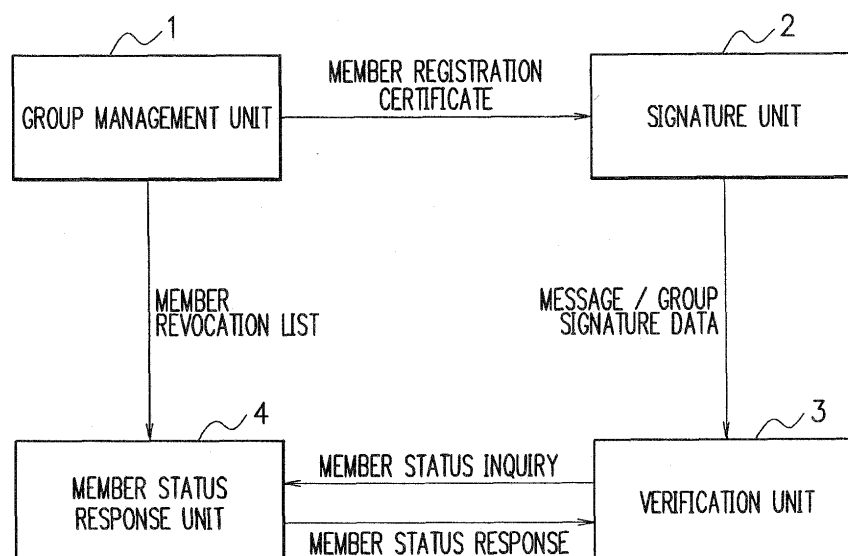 1
2
GROUP MANAGEMENT UNIT
MEMBER REGISTRATION
CERTIFICATE
SIGNATURE UNIT
MEMBER
REVOCATION LIST
MESSAGE / GROUP
SIGNATURE DATA
4
3
MEMBER STATUS
RESPONSE UNIT
MEMBER STATUS INQUIRY
MEMBER STATUS RESPONSE
VERIFICATION UNIT